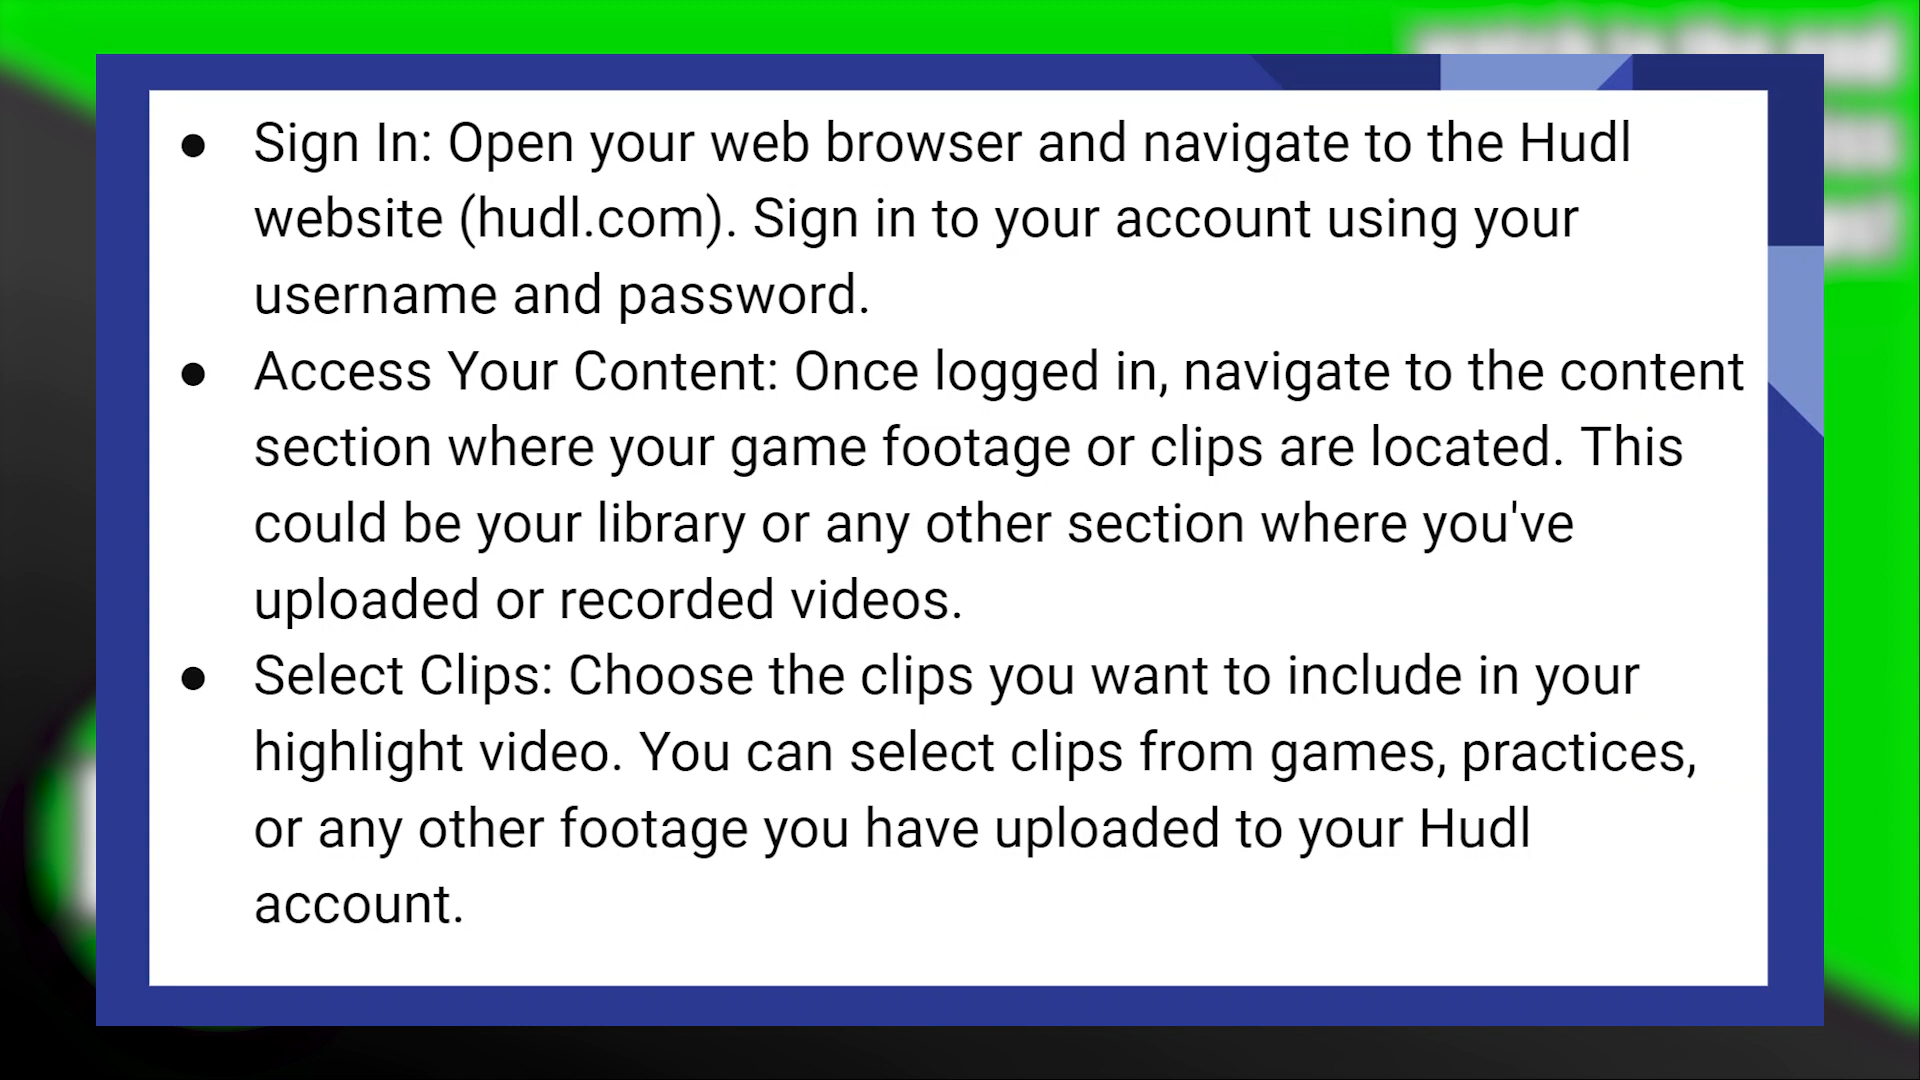 ● Sign In: Open your web browser and navigate to the Hudl
website (hudl.com). Sign in to your account using your
username and password.
● Access Your Content: Once logged in, navigate to the content
section where your game footage or clips are located. This
could be your library or any other section where you've
uploaded or recorded videos.
● Select Clips: Choose the clips you want to include in your
highlight video. You can select clips from games, practices,
or any other footage you have uploaded to your Hudl
account.